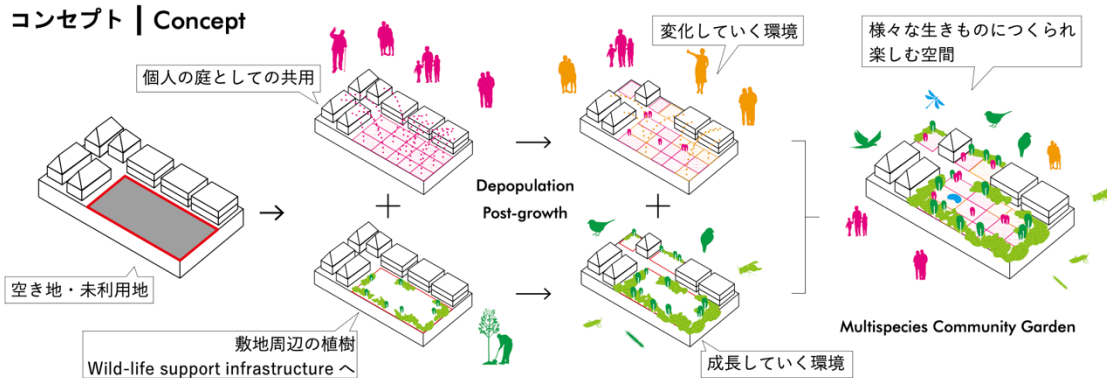 コンセプト | Concept
個人の庭としての共用
変化していく環境
様々な生きものにつくられ
楽しむ空間
Depopulation
Post-growth
空き地・未利用地
敷地周辺の植樹
Wild-life support infrastructure へ
成長していく環境
Multispecies Community Garden